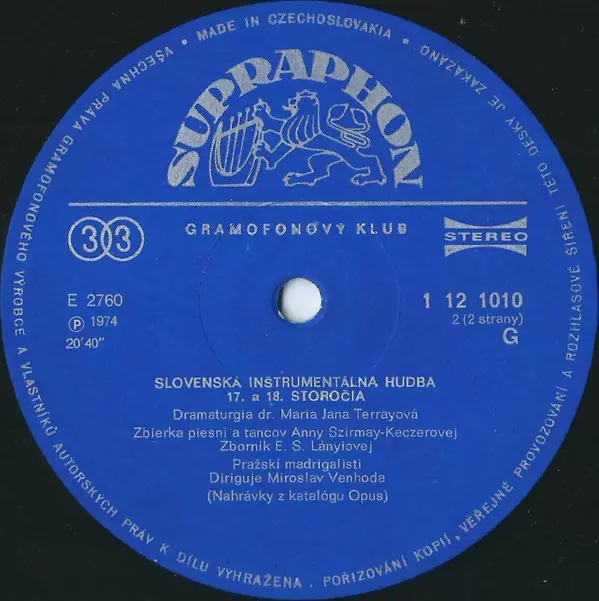 MADE IN CZECHOSLOVAKIA •
VŠECHNA PRÁVA GRAMOFONOVÉHO VÝROBCE A VLASTNÍKŮ AUTORSKÝCH PRÁV K DÍLU VYHRAŽENA . POŘIZOVÁNÍ KOPIÍ, VEŘEJNÉ PROVOZOVÁNÍ A ROZHLASOVÉ ŠÍŘENÍ TÉTO DESKY JE ZAKÁZÁNO
SUPRAPHON
33
GRAMOFONOVÝ KLUB
STEREO
E 2760
1 12 1010
℗ 1974
2 (2 strany)
20'40"
G
SLOVENSKÁ INŠTRUMENTÁLNA HUDBA
17. a 18. STOROČIA
Dramaturgia dr. Maria Jana Terrayová
Zbierka piesní a tancov Anny Szirmay-Keczerovej
Zborník E. S. Lányiovej
Pražskí madrigalisti
Diriguje Miroslav Venhoda
(Nahrávky z katalógu Opus)